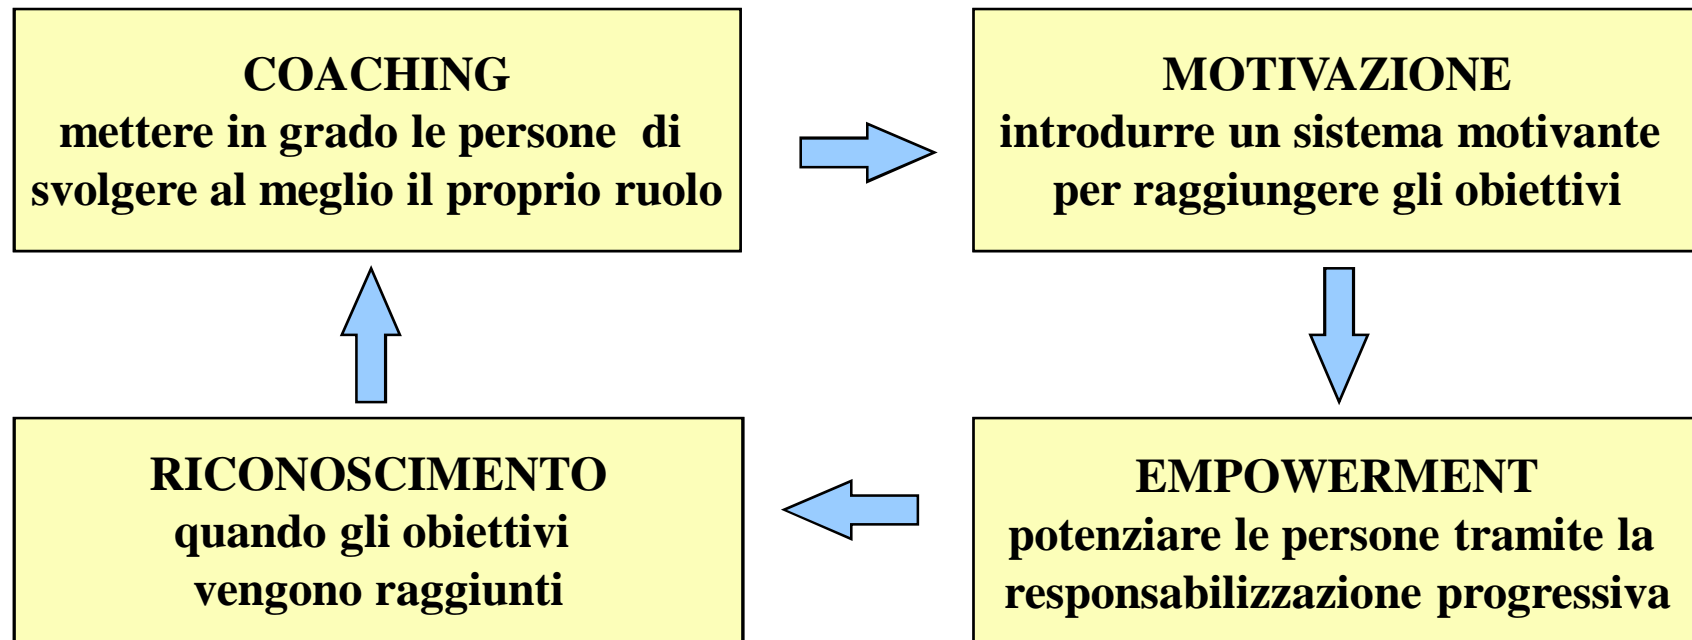 COACHING
mettere in grado le persone di
svolgere al meglio il proprio ruolo
MOTIVAZIONE
introdurre un sistema motivante
per raggiungere gli obiettivi
RICONOSCIMENTO
quando gli obiettivi
vengono raggiunti
EMPOWERMENT
potenziare le persone tramite la
responsabilizzazione progressiva